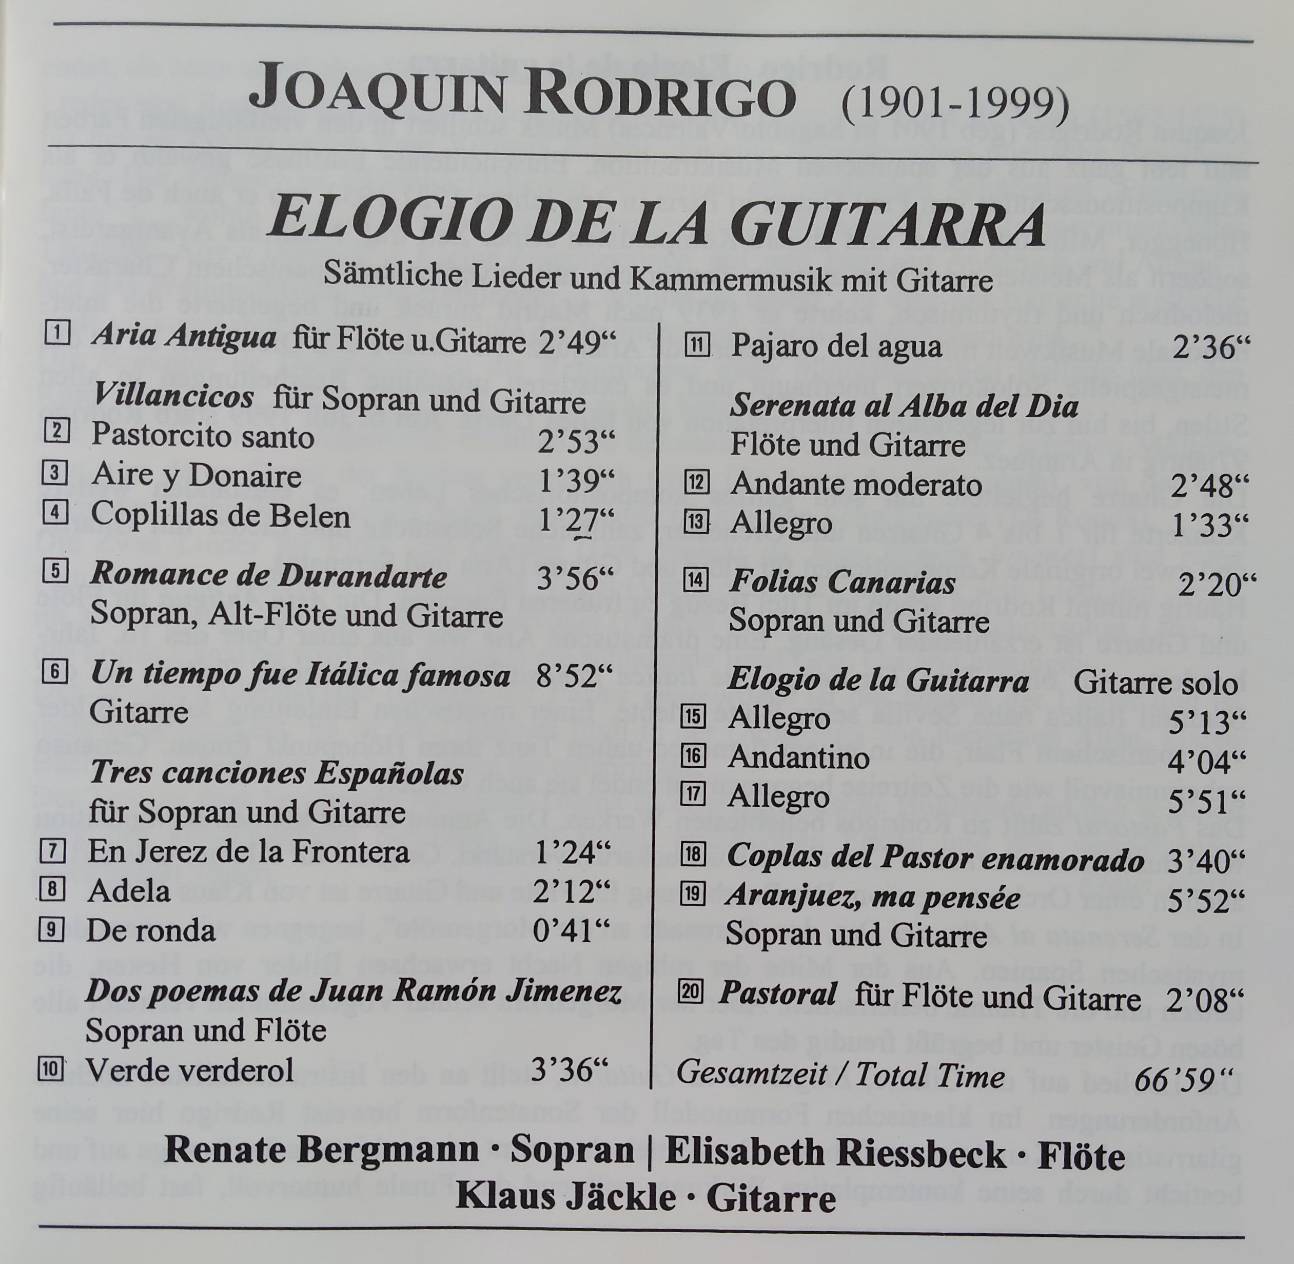 JOAQUIN RODRIGO (1901-1999)
ELOGIO DE LA GUITARRA
Sämtliche Lieder und Kammermusik mit Gitarre
1 Aria Antigua für Flöte u.Gitarre 2’49“
Villancicos für Sopran und Gitarre
2 Pastorcito santo 2’53“
3 Aire y Donaire 1’39“
4 Coplillas de Belen 1’27“
5 Romance de Durandarte 3’56“
Sopran, Alt-Flöte und Gitarre
6 Un tiempo fue Itálica famosa 8’52“
Gitarre
Tres canciones Españolas
für Sopran und Gitarre
7 En Jerez de la Frontera 1’24“
8 Adela 2’12“
9 De ronda 0’41“
Dos poemas de Juan Ramón Jimenez
Sopran und Flöte
10 Verde verderol 3’36“
11 Pajaro del agua 2’36“
Serenata al Alba del Dia
Flöte und Gitarre
12 Andante moderato 2’48“
13 Allegro 1’33“
14 Folias Canarias 2’20“
Sopran und Gitarre
Elogio de la Guitarra Gitarre solo
15 Allegro 5’13“
16 Andantino 4’04“
17 Allegro 5’51“
18 Coplas del Pastor enamorado 3’40“
19 Aranjuez, ma pensée 5’52“
Sopran und Gitarre
20 Pastoral für Flöte und Gitarre 2’08“
Gesamtzeit / Total Time 66’59“
Renate Bergmann · Sopran | Elisabeth Riessbeck · Flöte
Klaus Jäckle · Gitarre